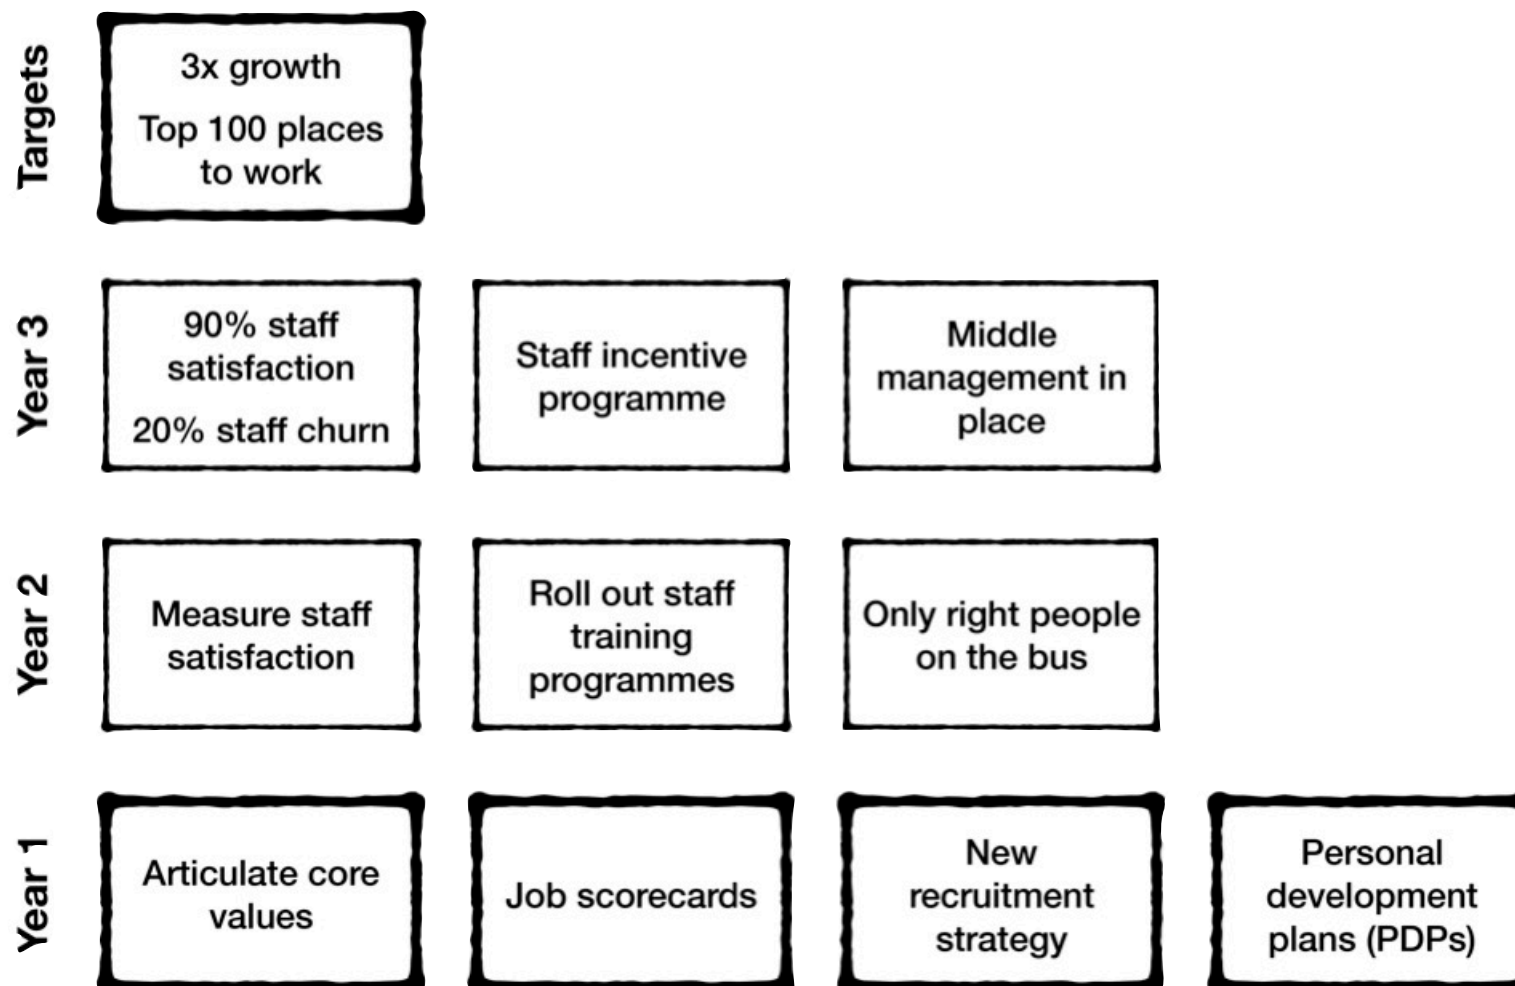 Targets
3x growth
Top 100 places
to work
Year 3
90% staff
satisfaction
20% staff churn
Staff incentive
programme
Middle
management in
place
Year 2
Measure staff
satisfaction
Roll out staff
training
programmes
Only right people
on the bus
Year 1
Articulate core
values
Job scorecards
New
recruitment
strategy
Personal
development
plans (PDPs)